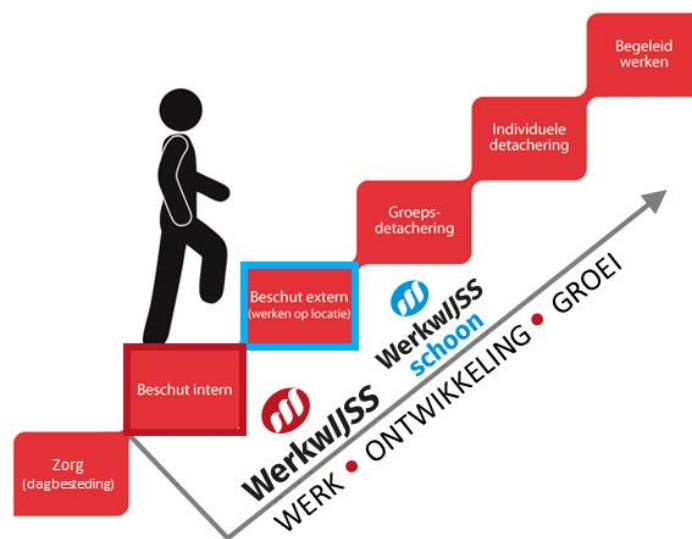 Begeleid
werken
Individuele
detachering
Groeps-
detachering
Beschut extern
(werken op locatie)
Beschut intern
Zorg
(dagbesteding)
WerkwIJSS
schoon
WerkwIJSS
WERK • ONTWIKKELING • GROEI